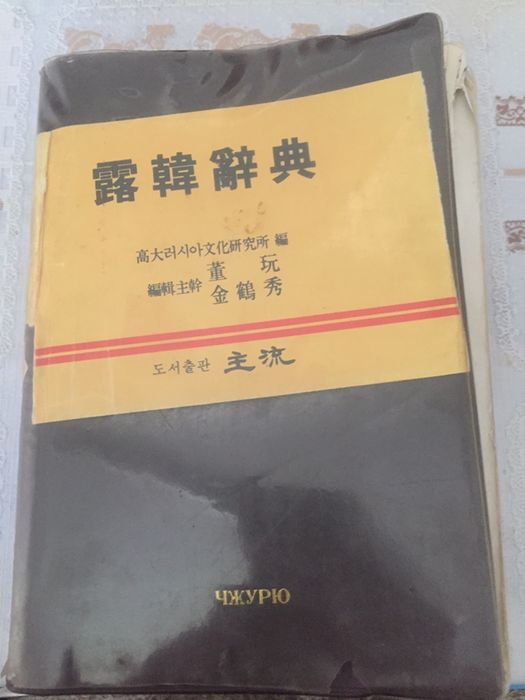 露韓辭典
高大러시아文化硏究所 編
編輯主幹 董玩
金鶴秀
도서출판 主流
ЧЖУРЮ